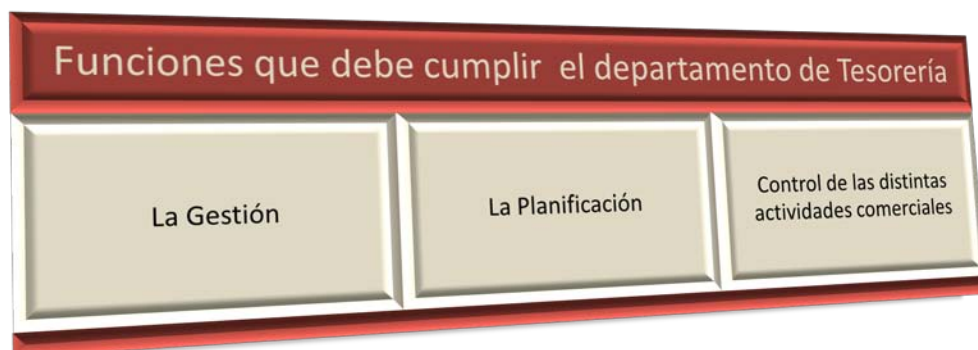 Funciones que debe cumplir el departamento de Tesorería
La Gestión
La Planificación
Control de las distintas
actividades comerciales